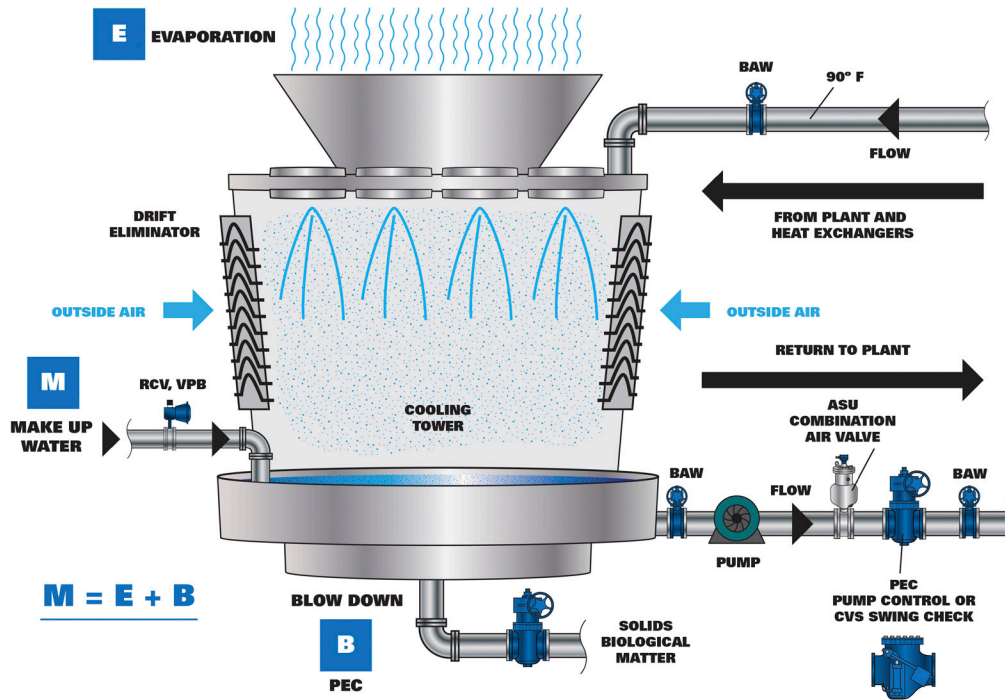 E
EVAPORATION
BAW
90° F
FLOW
FROM PLANT AND
HEAT EXCHANGERS
DRIFT
ELIMINATOR
OUTSIDE AIR
OUTSIDE AIR
RETURN TO PLANT
M
MAKE UP
WATER
RCV, VPB
COOLING
TOWER
ASU
COMBINATION
AIR VALVE
BAW
FLOW
BAW
PUMP
PEC
PUMP CONTROL OR
CVS SWING CHECK
M = E + B
BLOW DOWN
B
PEC
SOLIDS
BIOLOGICAL
MATTER